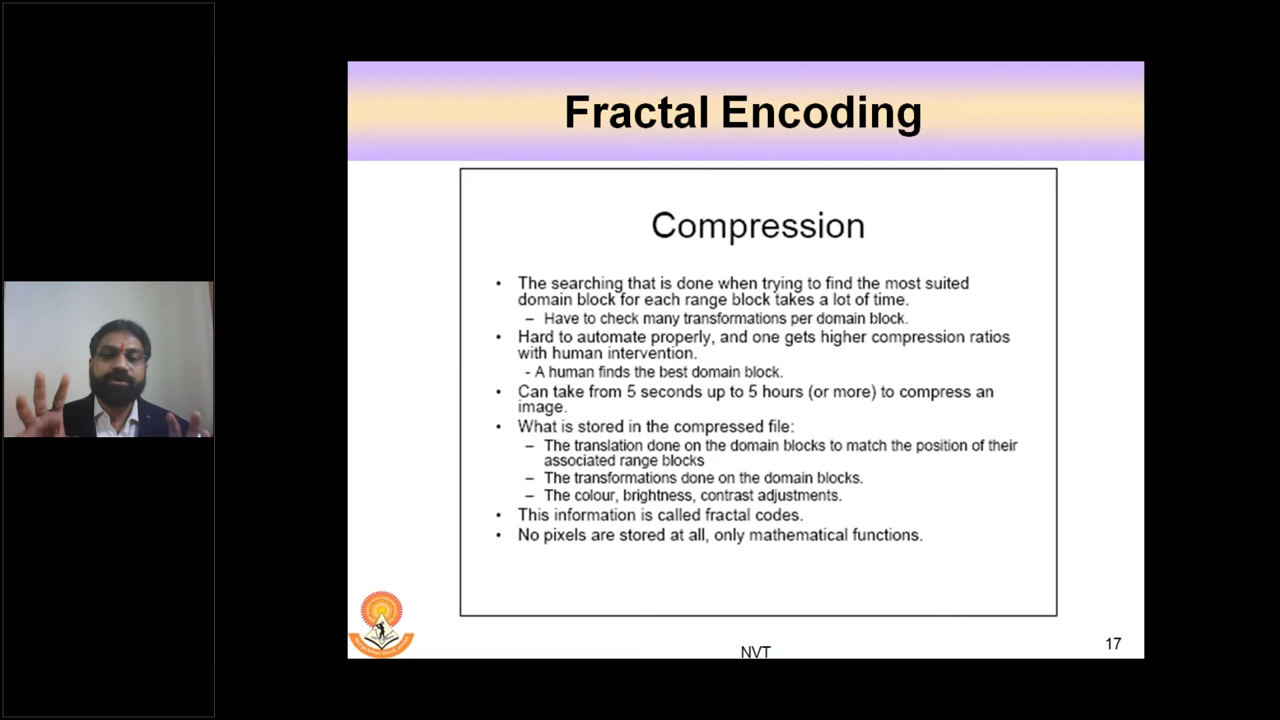 Fractal Encoding
Compression
• The searching that is done when trying to find the most suited
domain block for each range block takes a lot of time.
– Have to check many transformations per domain block.
• Hard to automate properly, and one gets higher compression ratios
with human intervention.
- A human finds the best domain block.
• Can take from 5 seconds up to 5 hours (or more) to compress an
image.
• What is stored in the compressed file:
– The translation done on the domain blocks to match the position of their
associated range blocks
– The transformations done on the domain blocks.
– The colour, brightness, contrast adjustments.
• This information is called fractal codes.
• No pixels are stored at all, only mathematical functions.
NVT
17